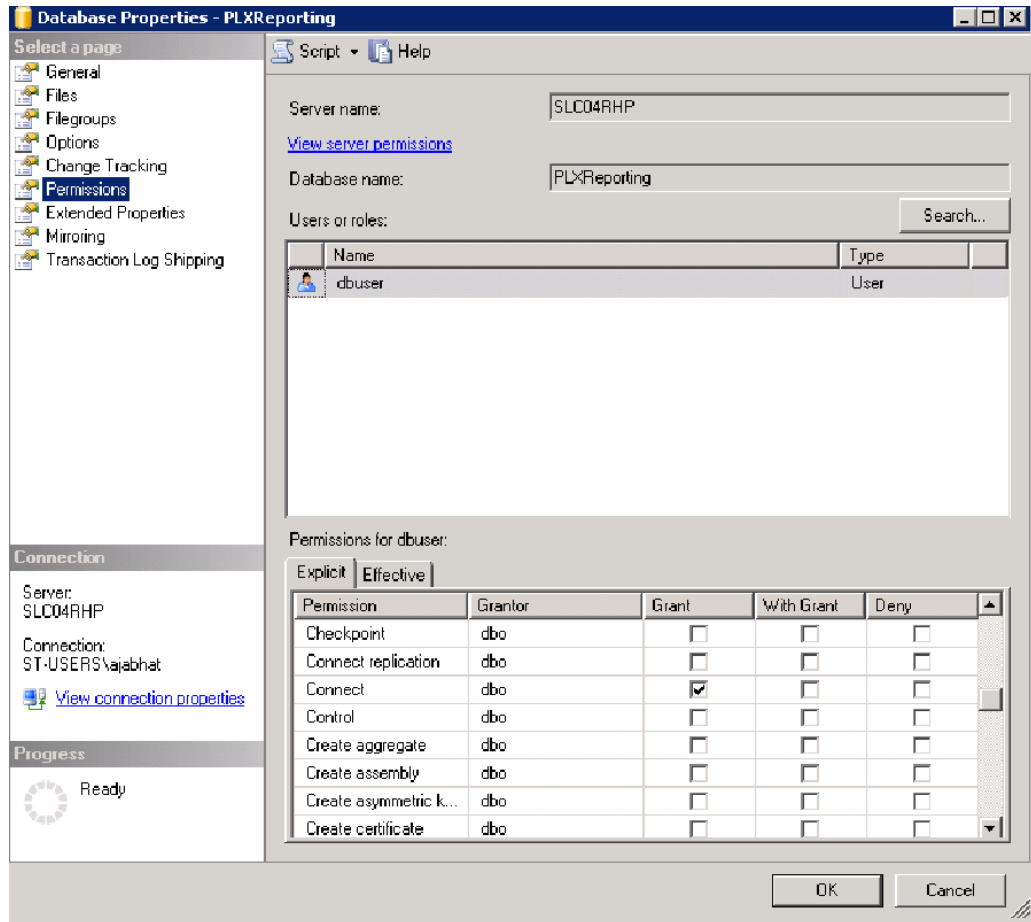 Database Properties - PLXReporting
Select a page
General
Files
Filegroups
Options
Change Tracking
Permissions
Extended Properties
Mirroring
Transaction Log Shipping
Connection
Server:
SLC04RHP
Connection:
ST-USERS\ajabhat
View connection properties
Progress
Ready
Script Help
Server name: SLC04RHP
View server permissions
Database name: PLXReporting
Users or roles: Search...
Name Type
dbuser User
Permissions for dbuser:
Explicit Effective
Permission Grantor Grant With Grant Deny
Checkpoint dbo
Connect replication dbo
Connect dbo
Control dbo
Create aggregate dbo
Create assembly dbo
Create asymmetric k... dbo
Create certificate dbo
OK Cancel